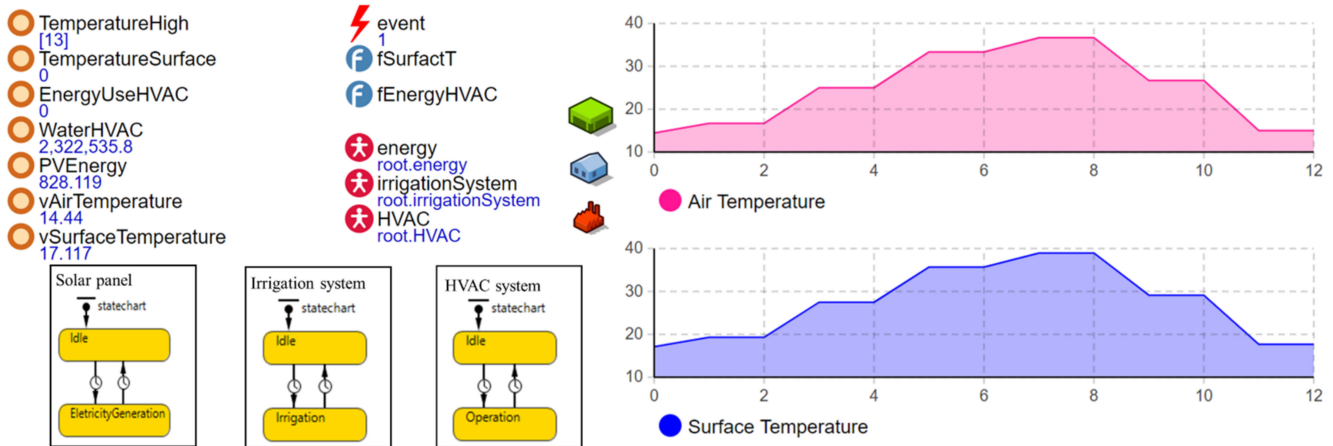 TemperatureHigh
[13]
TemperatureSurface
0
EnergyUseHVAC
0
WaterHVAC
2,322,535.8
PVEnergy
828.119
vAirTemperature
14.44
vSurfaceTemperature
17.117
event
1
F fSurfactT
F fEnergyHVAC
energy
root.energy
irrigationSystem
root.irrigationSystem
HVAC
root.HVAC
Solar panel
statechart
Idle
EletricityGeneration
Irrigation system
statechart
Idle
Irrigation
HVAC system
statechart
Idle
Operation
40
30
20
10
0 2 4 6 8 10 12
Air Temperature
40
30
20
10
0 2 4 6 8 10 12
Surface Temperature